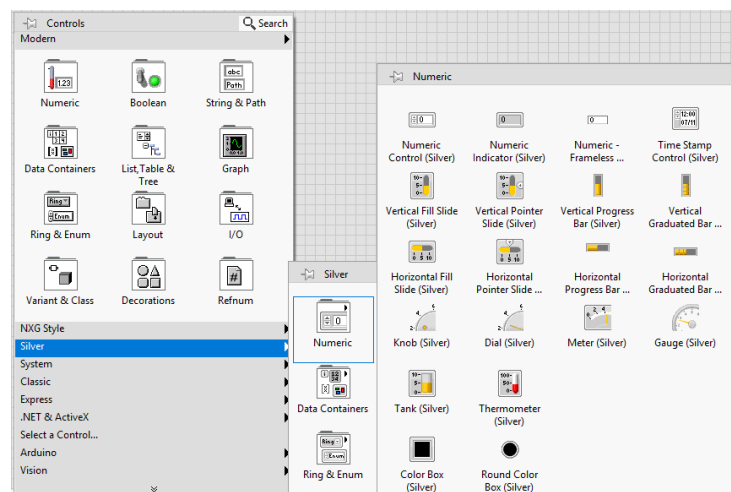 Controls
Search
Modern
Numeric
Boolean
String & Path
Data Containers
List, Table &
Tree
Graph
Ring & Enum
Layout
I/O
Variant & Class
Decorations
Refnum
NXG Style
Silver
System
Classic
Express
.NET & ActiveX
Select a Control...
Arduino
Vision
Silver
Numeric
Data Containers
Ring & Enum
Numeric
Numeric
Control (Silver)
Numeric
Indicator (Silver)
Numeric -
Frameless ...
Time Stamp
Control (Silver)
Vertical Fill Slide
(Silver)
Vertical Pointer
Slide (Silver)
Vertical Progress
Bar (Silver)
Vertical
Graduated Bar ...
Horizontal Fill
Slide (Silver)
Horizontal
Pointer Slide ...
Horizontal
Progress Bar ...
Horizontal
Graduated Bar ...
Knob (Silver)
Dial (Silver)
Meter (Silver)
Gauge (Silver)
Tank (Silver)
Thermometer
(Silver)
Color Box
(Silver)
Round Color
Box (Silver)